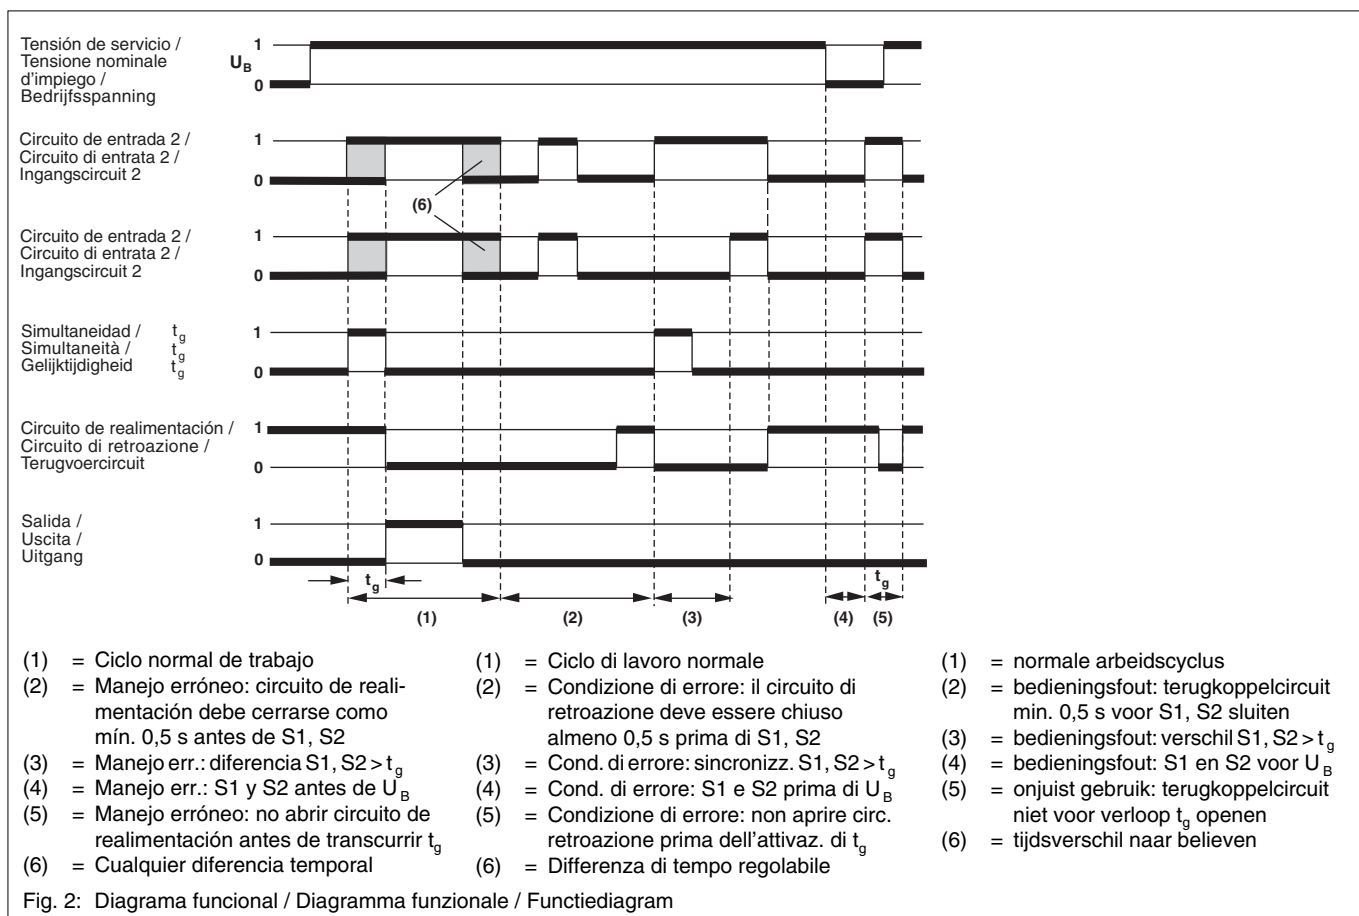 Tensión de servicio /
Tensione nominale
d'impiego /
Bedrijfsspanning
U_B
1
0
Circuito de entrada 2 /
Circuito di entrata 2 /
Ingangscircuit 2
1
0
(6)
Circuito de entrada 2 /
Circuito di entrata 2 /
Ingangscircuit 2
1
0
Simultaneidad / t_g
Simultaneità / t_g
Gelijktijdigheid t_g
1
0
Circuito de realimentación /
Circuito di retroazione /
Terugvoercircuit
1
0
Salida /
Uscita /
Uitgang
1
0
t_g
t_g
(1) (2) (3) (4) (5)
(1) = Ciclo normal de trabajo
(2) = Manejo erróneo: circuito de reali-
mentación debe cerrarse como
mín. 0,5 s antes de S1, S2
(3) = Manejo err.: diferencia S1, S2 > t_g
(4) = Manejo err.: S1 y S2 antes de U_B
(5) = Manejo erróneo: no abrir circuito de
realimentación antes de transcurrir t_g
(6) = Cualquier diferencia temporal
(1) = Ciclo di lavoro normale
(2) = Condizione di errore: il circuito di
retroazione deve essere chiuso
almeno 0,5 s prima di S1, S2
(3) = Cond. di errore: sincronizz. S1, S2 > t_g
(4) = Cond. di errore: S1 e S2 prima di U_B
(5) = Condizione di errore: non aprire circ.
retroazione prima dell'attivaz. di t_g
(6) = Differenza di tempo regolabile
(1) = normale arbeidscyclus
(2) = bedieningsfout: terugkoppelcircuit
min. 0,5 s voor S1, S2 sluiten
(3) = bedieningsfout: verschil S1, S2 > t_g
(4) = bedieningsfout: S1 en S2 voor U_B
(5) = onjuist gebruik: terugkoppelcircuit
niet voor verloop t_g openen
(6) = tijdsverschil naar believen
Fig. 2: Diagrama funcional / Diagramma funzionale / Functiediagram